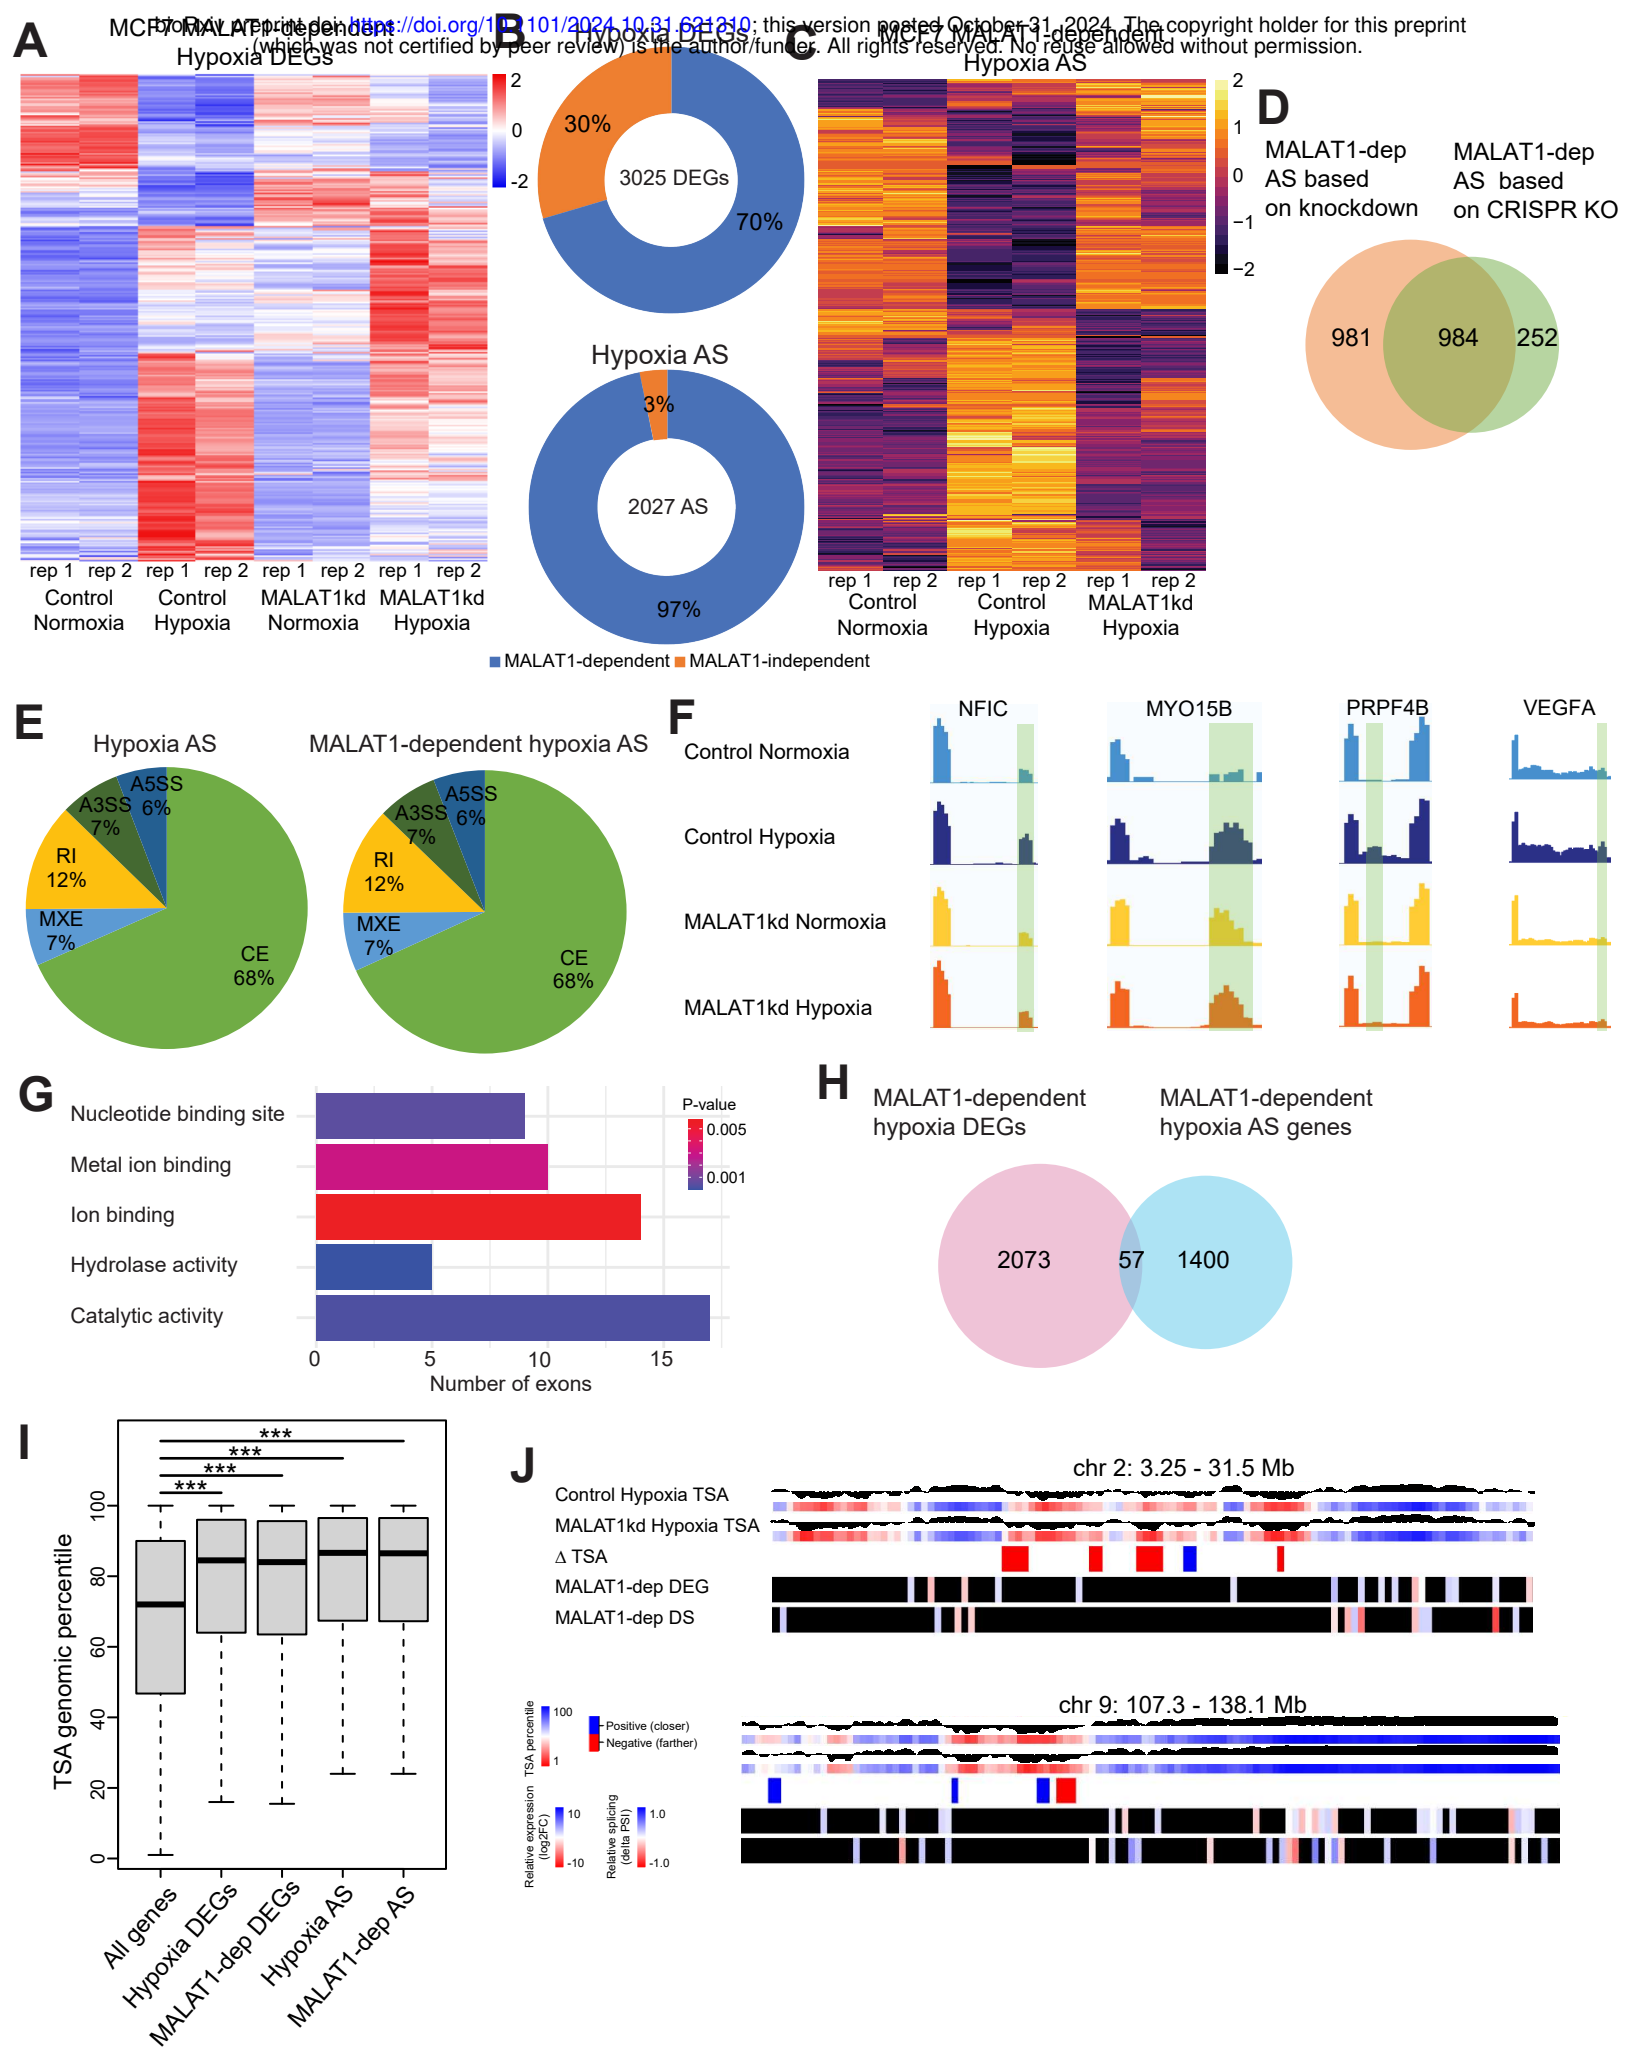 bioRxiv preprint doi: https://doi.org/10.1101/2024.10.31.621310; this version posted October 31, 2024. The copyright holder for this preprint
(which was not certified by peer review) is the author/funder. All rights reserved. No reuse allowed without permission.
A
MCF7 MALAT1-dependent
Hypoxia DEGs
2
0
-2
rep 1 rep 2 rep 1 rep 2 rep 1 rep 2 rep 1 rep 2
Control Normoxia
Control Hypoxia
MALAT1kd Normoxia
MALAT1kd Hypoxia
B
Hypoxia DEGs
30%
3025 DEGs
70%
Hypoxia AS
3%
2027 AS
97%
MALAT1-dependent MALAT1-independent
C
MCF7 MALAT1-dependent
Hypoxia AS
2
1
0
−1
−2
rep 1 rep 2 rep 1 rep 2 rep 1 rep 2
Control Normoxia
Control Hypoxia
MALAT1kd Hypoxia
D
MALAT1-dep
AS based
on knockdown
MALAT1-dep
AS based
on CRISPR KO
981
984
252
E
Hypoxia AS
A5SS
6%
A3SS
7%
RI
12%
MXE
7%
CE
68%
MALAT1-dependent hypoxia AS
A5SS
6%
A3SS
7%
RI
12%
MXE
7%
CE
68%
F
NFIC MYO15B PRPF4B VEGFA
Control Normoxia
Control Hypoxia
MALAT1kd Normoxia
MALAT1kd Hypoxia
G
Nucleotide binding site
Metal ion binding
Ion binding
Hydrolase activity
Catalytic activity
0 5 10 15
Number of exons
P-value
0.005
0.001
H
MALAT1-dependent
hypoxia DEGs
MALAT1-dependent
hypoxia AS genes
2073
57
1400
I
***
***
***
***
TSA genomic percentile
100
80
60
40
20
0
All genes
Hypoxia DEGs
MALAT1-dep DEGs
Hypoxia AS
MALAT1-dep AS
J
chr 2: 3.25 - 31.5 Mb
Control Hypoxia TSA
MALAT1kd Hypoxia TSA
Δ TSA
MALAT1-dep DEG
MALAT1-dep DS
chr 9: 107.3 - 138.1 Mb
TSA percentile
100
1
Positive (closer)
Negative (farther)
Relative expression
(log2FC)
10
-10
Relative splicing
(delta PSI)
1.0
-1.0